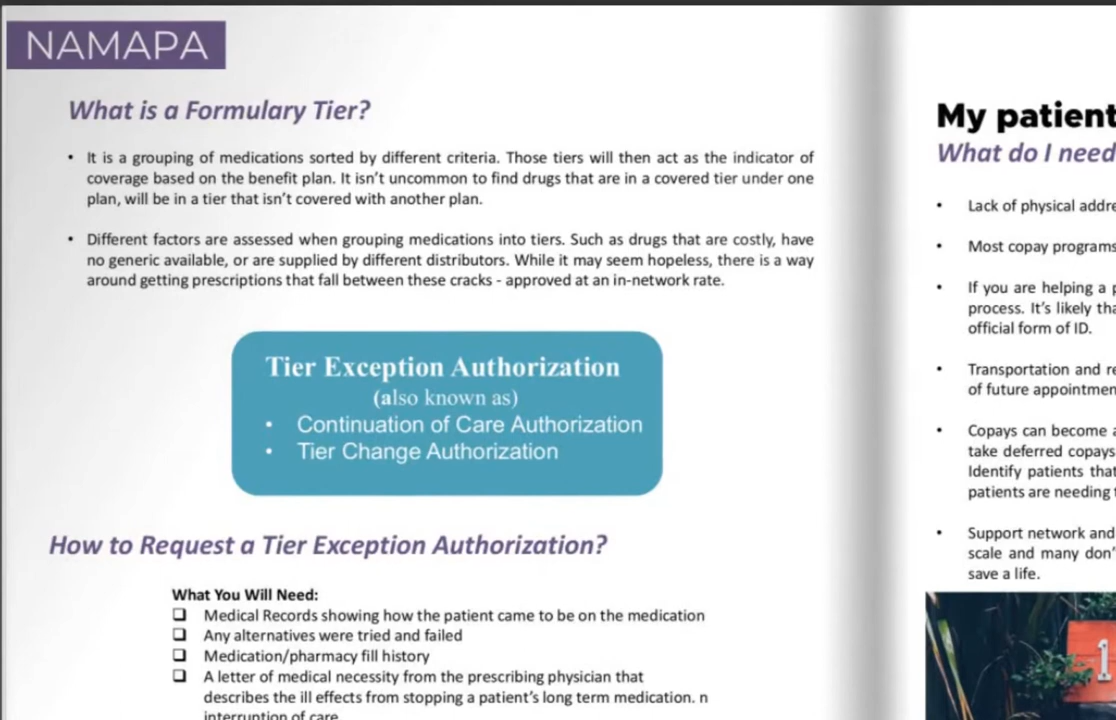 NAMAPA
What is a Formulary Tier?
• It is a grouping of medications sorted by different criteria. Those tiers will then act as the indicator of
coverage based on the benefit plan. It isn't uncommon to find drugs that are in a covered tier under one
plan, will be in a tier that isn't covered with another plan.
• Different factors are assessed when grouping medications into tiers. Such as drugs that are costly, have
no generic available, or are supplied by different distributors. While it may seem hopeless, there is a way
around getting prescriptions that fall between these cracks - approved at an in-network rate.
Tier Exception Authorization
(also known as)
• Continuation of Care Authorization
• Tier Change Authorization
How to Request a Tier Exception Authorization?
What You Will Need:
❑ Medical Records showing how the patient came to be on the medication
❑ Any alternatives were tried and failed
❑ Medication/pharmacy fill history
❑ A letter of medical necessity from the prescribing physician that
describes the ill effects from stopping a patient's long term medication. n
interruption of care
My patient
What do I need
• Lack of physical addre
• Most copay programs
• If you are helping a p
process. It's likely tha
official form of ID.
• Transportation and re
of future appointmen
• Copays can become a
take deferred copays
Identify patients that
patients are needing t
• Support network and
scale and many don'
save a life.
1